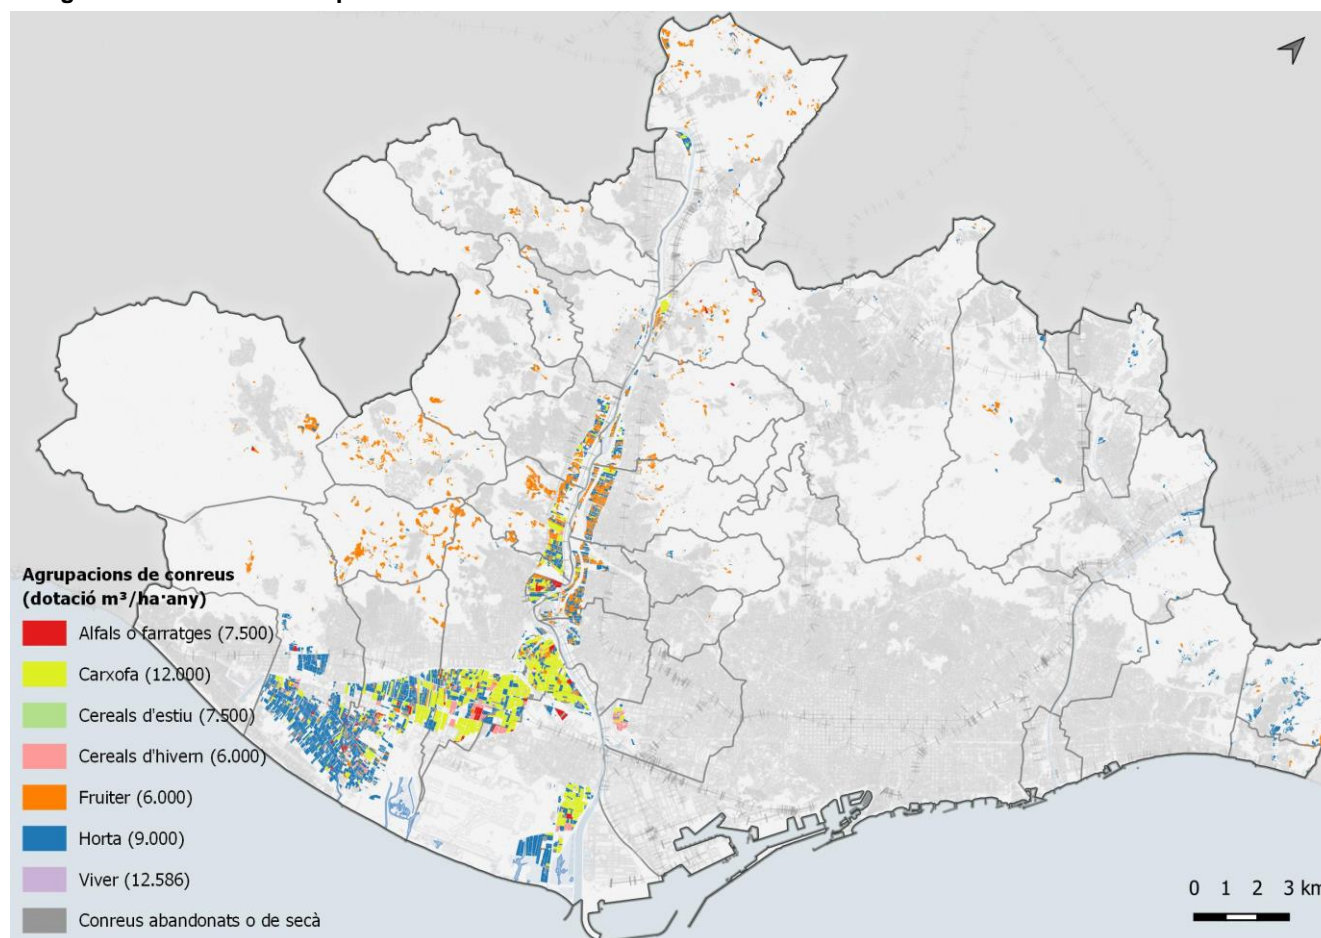 Agrupacions de conreus
(dotació m³/ha·any)
Alfals o farratges (7.500)
Carxofa (12.000)
Cereals d'estiu (7.500)
Cereals d'hivern (6.000)
Fruiter (6.000)
Horta (9.000)
Viver (12.586)
Conreus abandonats o de secà
0 1 2 3 km